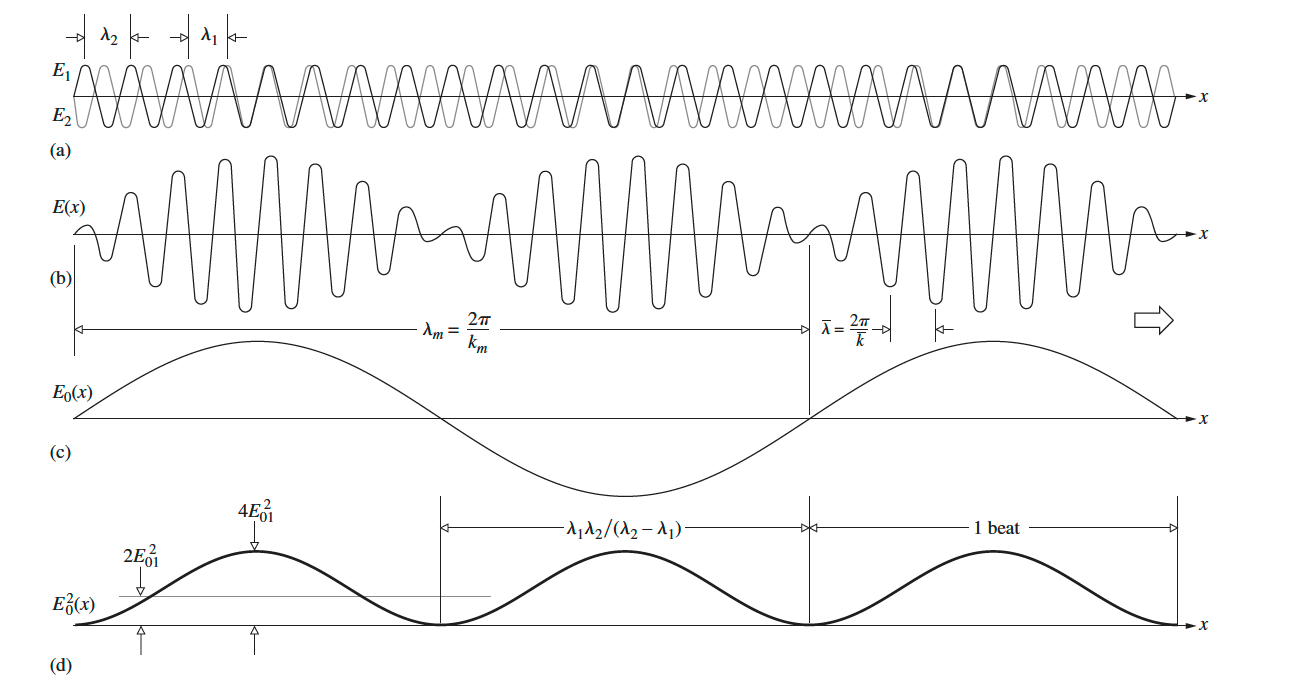 λ₂ λ₁
E₁
x
E₂
(a)
E(x)
x
(b)
λₘ = 2π/kₘ
λ̄ = 2π/k̄
E₀(x)
x
(c)
4E₀₁²
λ₁λ₂/(λ₂ − λ₁)
1 beat
2E₀₁²
E₀²(x)
x
(d)